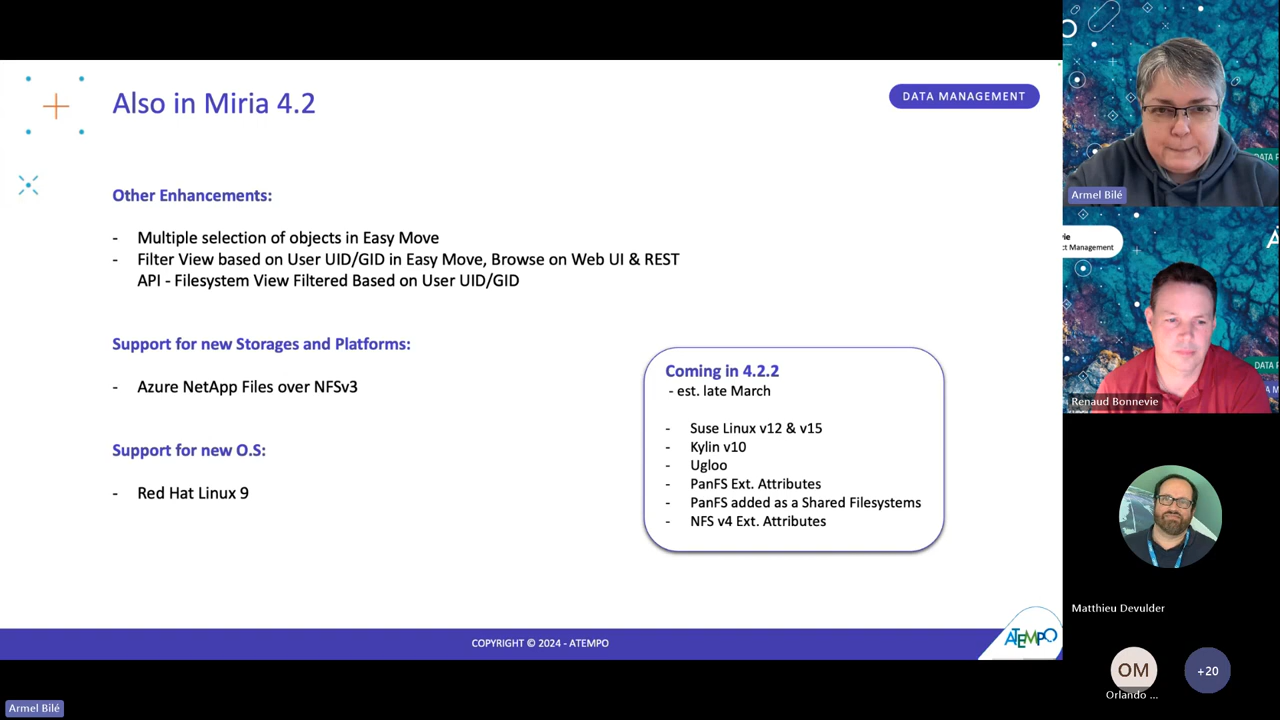 Also in Miria 4.2
DATA MANAGEMENT
Other Enhancements:
- Multiple selection of objects in Easy Move
- Filter View based on User UID/GID in Easy Move, Browse on Web UI & REST
API - Filesystem View Filtered Based on User UID/GID
Support for new Storages and Platforms:
- Azure NetApp Files over NFSv3
Support for new O.S:
- Red Hat Linux 9
Coming in 4.2.2
- est. late March
- Suse Linux v12 & v15
- Kylin v10
- Ugloo
- PanFS Ext. Attributes
- PanFS added as a Shared Filesystems
- NFS v4 Ext. Attributes
COPYRIGHT © 2024 - ATEMPO
ATEMPO
Armel Bilé
DATA
Armel Bilé
Management
DATA
Renaud Bonnevie
Matthieu Devulder
OM
+20
Orlando ...